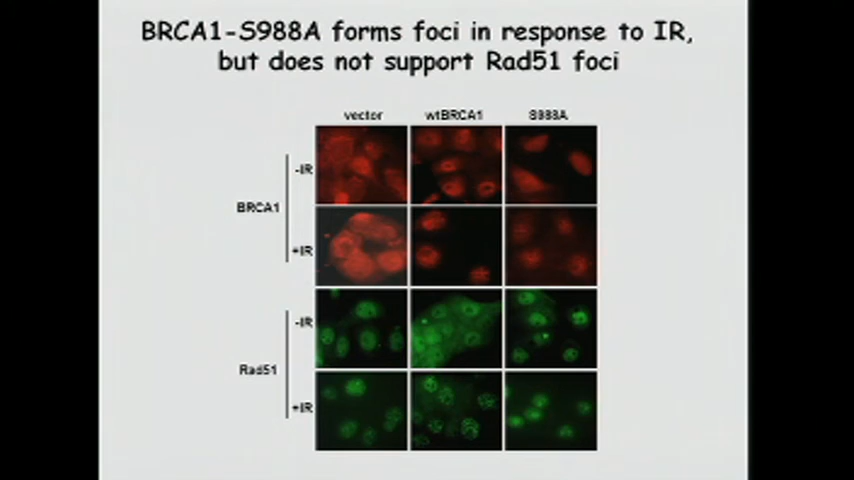 BRCA1-S988A forms foci in response to IR,
but does not support Rad51 foci
vector wtBRCA1 S988A
-IR
BRCA1
+IR
-IR
Rad51
+IR